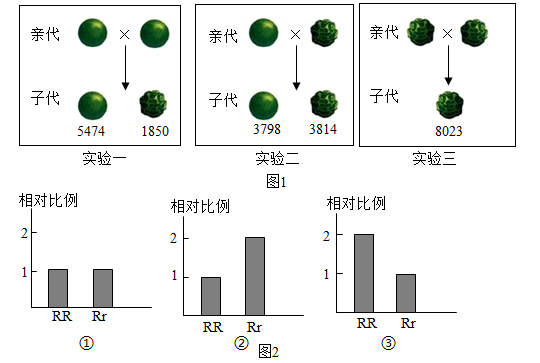 亲代 × 亲代 × 亲代 ×
子代 子代 子代
5474 1850 3798 3814 8023
实验一 实验二 实验三
图1
相对比例 相对比例 相对比例
2 2 2
1 1 1
RR Rr RR Rr RR Rr
① ② ③
图2